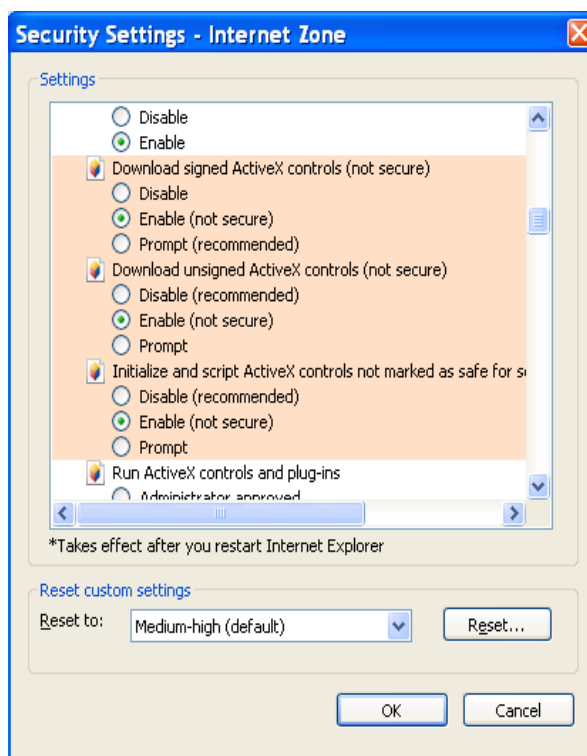 Security Settings - Internet Zone
Settings
Disable
Enable
Download signed ActiveX controls (not secure)
Disable
Enable (not secure)
Prompt (recommended)
Download unsigned ActiveX controls (not secure)
Disable (recommended)
Enable (not secure)
Prompt
Initialize and script ActiveX controls not marked as safe for
Disable (recommended)
Enable (not secure)
Prompt
Run ActiveX controls and plug-ins
Administrator approved
*Takes effect after you restart Internet Explorer
Reset custom settings
Reset to: Medium-high (default) Reset...
OK Cancel